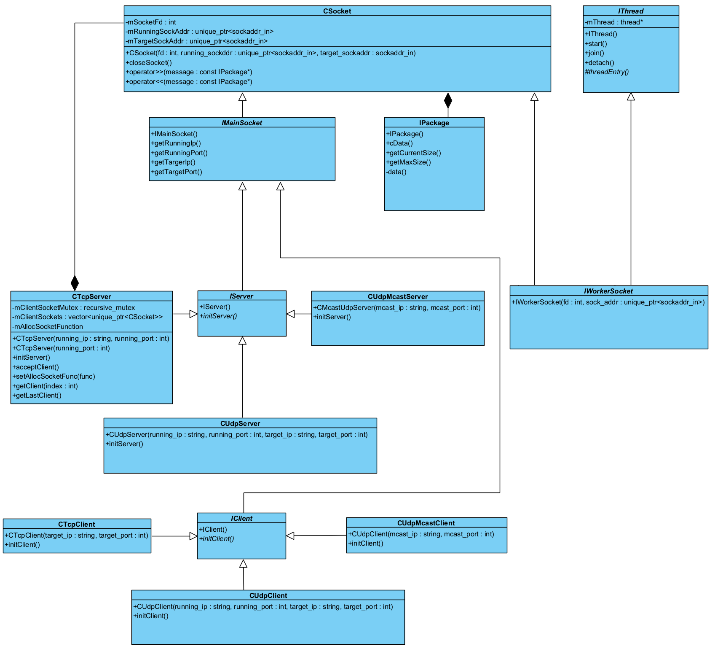 CSocket
-mSocketFd : int
-mRunningSockAddr : unique_ptr<sockaddr_in>
-mTargetSockAddr : unique_ptr<sockaddr_in>
+CSocket(fd : int, running_sockddr : unique_ptr<sockaddr_in>, target_sockaddr : sockaddr_in)
+closeSocket()
+operator>>(message : const IPackage*)
+operator<<(message : const IPackage*)
IThread
-mThread : thread*
+IThread()
+start()
+join()
+detach()
#threadEntry()
IMainSocket
+IMainSocket()
+getRunningIp()
+getRunningPort()
+getTargerIp()
+getTargetPort()
IPackage
+IPackage()
+cData()
+getCurrentSize()
+getMaxSize()
-data()
CTcpServer
-mClientSocketMutex : recursive_mutex
-mClientSockets : vector<unique_ptr<CSocket>>
-mAllocSocketFunction
+CTcpServer(running_ip : string, running_port : int)
+CTcpServer(running_port : int)
+initServer()
+acceptClient()
+setAllocSocketFunc(func)
+getClient(index : int)
+getLastClient()
IServer
+IServer()
+initServer()
CUdpMcastServer
+CMcastUdpServer(mcast_ip : string, mcast_port : int)
+initServer()
IWorkerSocket
+IWorkerSocket(fd : int, sock_addr : unique_ptr<sockaddr_in>)
CUdpServer
+CUdpServer(running_ip : string, running_port : int, target_ip : string, target_port : int)
+initServer()
CTcpClient
+CTcpClient(target_ip : string, target_port : int)
+initClient()
IClient
+IClient()
+initClient()
CUdpMcastClient
+CUdpClient(mcast_ip : string, mcast_port : int)
+initClient()
CUdpClient
+CUdpClient(running_ip : string, running_port : int, target_ip : string, target_port : int)
+initClient()